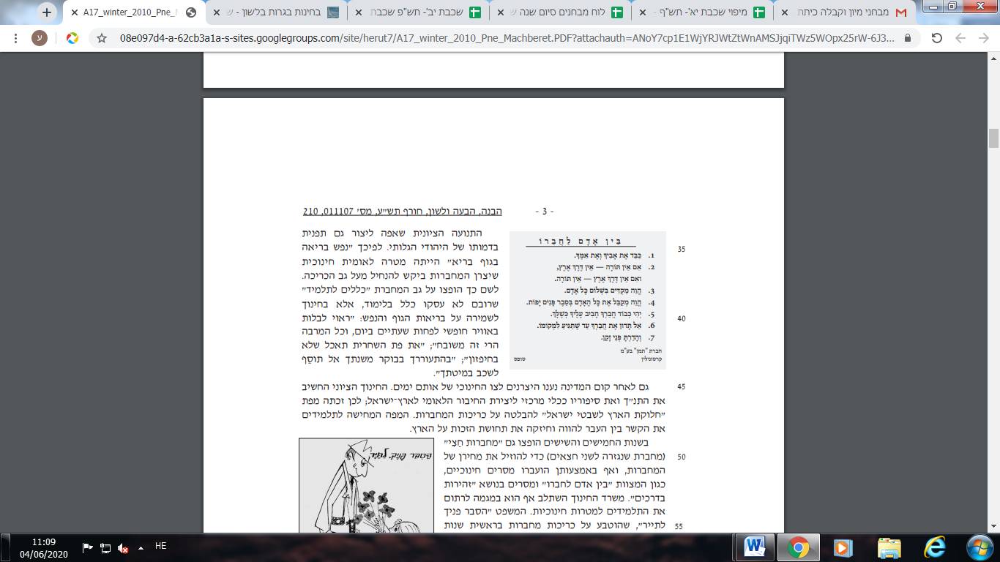 מבחני מיון וקבלה כיתת
מיפוי שכבת יא'- תש"ף -
לוח מבחנים סיום שנה ש
שכבת יב'- תש"פ שכבת
בחינות בגרות בלשון - ש
A17_winter_2010_Pne_M
08e097d4-a-62cb3a1a-s-sites.googlegroups.com/site/herut7/A17_winter_2010_Pne_Machberet.PDF?attachauth=ANoY7cp1E1WjYRJWtZtWnAMSJjqiTWz5WOpx25rW-6J3...
ע
- 3 -
הבנה, הבעה ולשון, חורף תש"ע, מס' 011107, 210
בֵּין אָדָם לַחֲבֵרוֹ
1. כַּבֵּד אֶת אָבִיךָ וְאֶת אִמֶּךָ.
2. אִם אֵין תּוֹרָה — אֵין דֶּרֶךְ אֶרֶץ,
וְאִם אֵין דֶּרֶךְ אֶרֶץ — אֵין תּוֹרָה.
3. הֱוֵה מַקְדִּים בִּשְׁלוֹם כָּל אָדָם.
4. הֱוֵה מְקַבֵּל אֶת כָּל הָאָדָם בְּסֵבֶר פָּנִים יָפוֹת.
5. יְהִי כְבוֹד חֲבֵרְךָ חָבִיב עָלֶיךָ כְּשֶׁלָּךְ.
6. אַל תָּדוּן אֶת חֲבֵרְךָ עַד שֶׁתַּגִּיעַ לִמְקוֹמוֹ.
7. וְהָדַרְתָּ פְּנֵי זָקֵן.
חברת "תמן" בע"מ
קרטונילין
טופס
35
40
התנועה הציונית שאפה ליצור גם תפנית
בדמותו של היהודי הגלותי. לפיכך "נפש בריאה
בגוף בריא" הייתה מטרה לאומית חינוכית
שיצרן המחברות ביקש להנחיל מעל גב הכריכה.
לשם כך הופצו על גב המחברת "כללים לתלמיד"
שרובם לא עסקו כלל בלימוד, אלא בחינוך
לשמירה על בריאות הגוף והנפש: "ראוי לבלות
באוויר חופשי לפחות שעתיים ביום, וכל המרבה
הרי זה משובח"; "את פת השחרית תאכל שלא
בחיפזון"; "בהתעוררך בבוקר משנתך אל תוסֵף
לשכב במיטתך".
45 גם לאחר קום המדינה נענו היצרנים לצו החינוכי של אותם ימים. החינוך הציוני החשיב
את התנ"ך ואת סיפוריו ככלי מרכזי ליצירת החיבור הלאומי לארץ־ישראל; לכן זכתה מפת
"חלוקת הארץ לשבטי ישראל" להבלטה על כריכות המחברות. המפה המחישה לתלמידים
את הקשר בין העבר להווה וחיזקה את תחושת הזכות על הארץ.
בשנות החמישים והשישים הופצו גם "מחברות חֵצִי"
50 (מחברת שנגזרה לשני חצאים) כדי להוזיל את מחירן של
המחברות, ואף באמצעותן הועברו מסרים חינוכיים,
כגון המצוות "בין אדם לחברו" ומסרים בנושא "זהירות
בדרכים". משרד החינוך השתלב אף הוא במגמה לרתום
את התלמידים למטרות חינוכיות. המשפט "הסבר פניך
55 לתייר", שהוטבע על כריכות מחברות בראשית שנות
הַסְבֵּר פָּנֶיךָ לַתַּיָּר
HE
11:09
04/06/2020